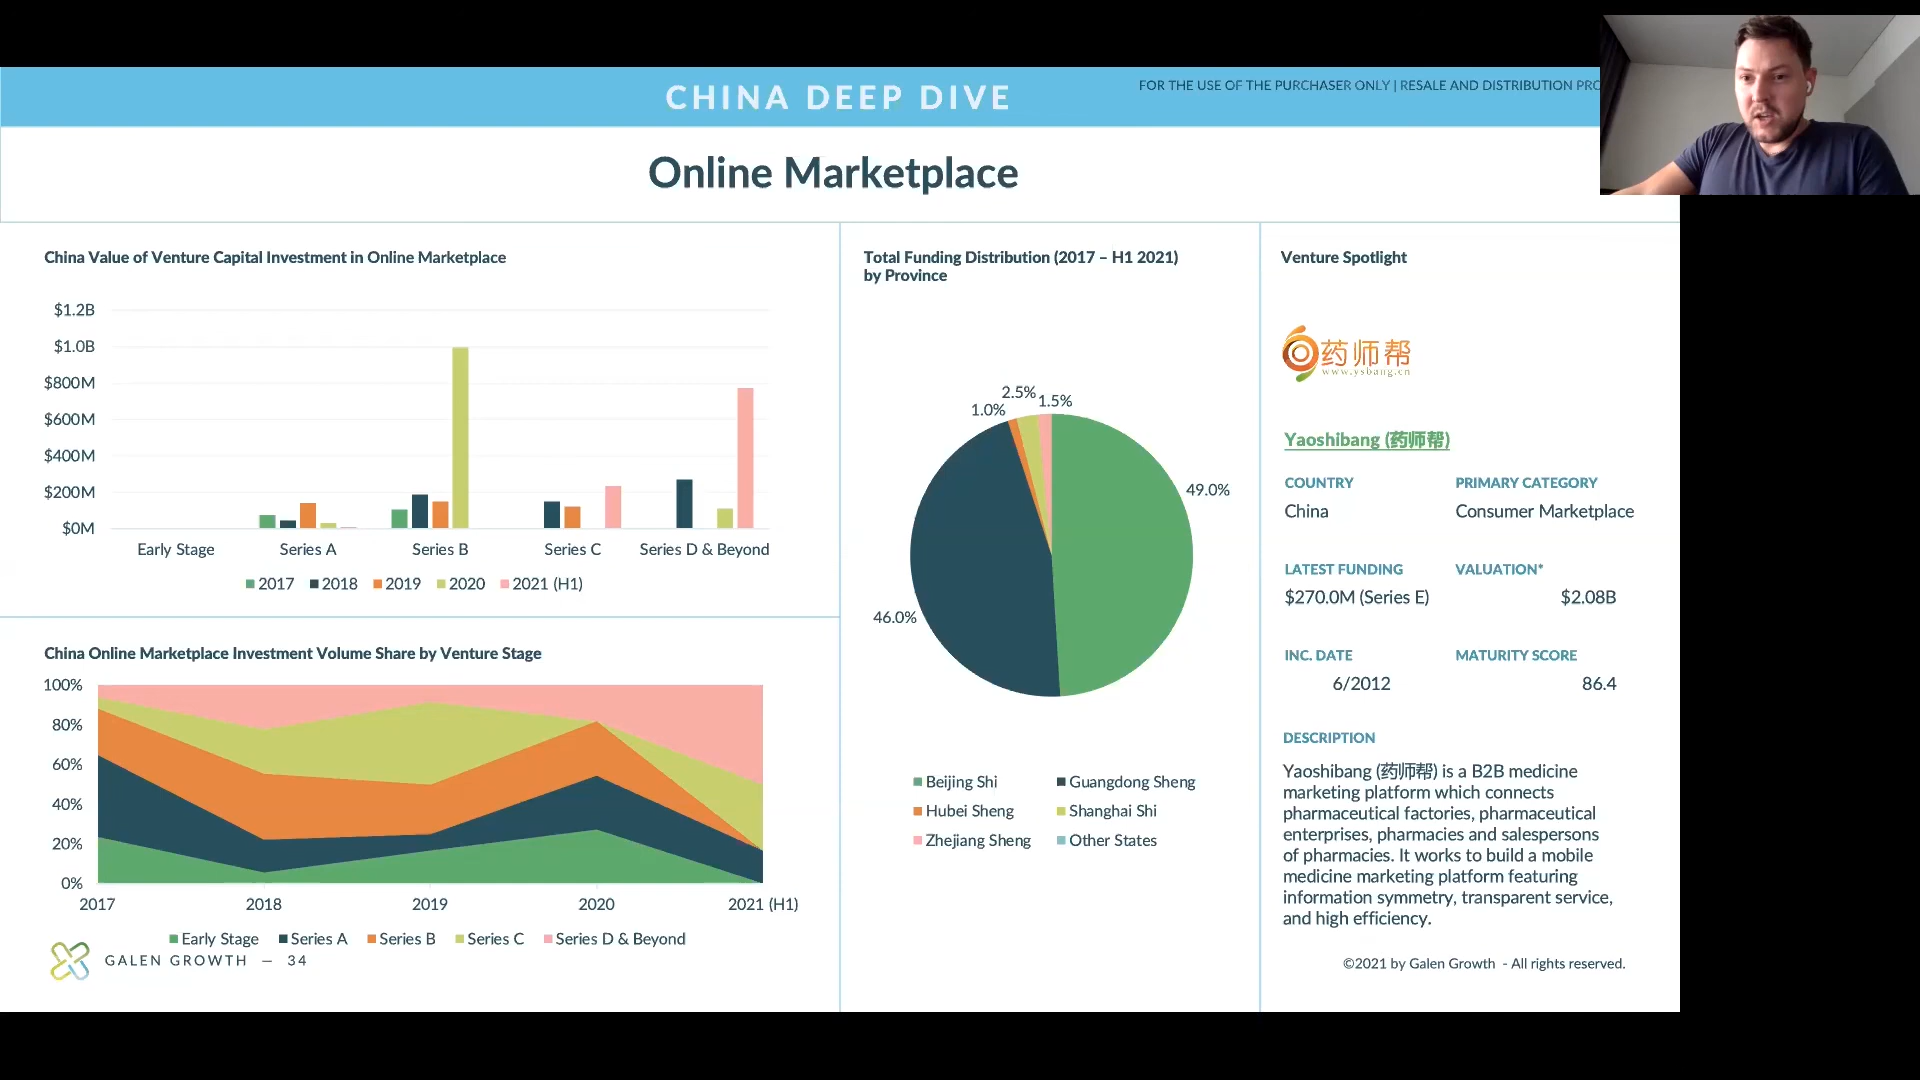 CHINA DEEP DIVE
FOR THE USE OF THE PURCHASER ONLY | RESALE AND DISTRIBUTION PRO
Online Marketplace
China Value of Venture Capital Investment in Online Marketplace
$1.2B
$1.0B
$800M
$600M
$400M
$200M
$0M
Early Stage Series A Series B Series C Series D & Beyond
2017 2018 2019 2020 2021 (H1)
China Online Marketplace Investment Volume Share by Venture Stage
100%
80%
60%
40%
20%
0%
2017 2018 2019 2020 2021 (H1)
Early Stage Series A Series B Series C Series D & Beyond
GALEN GROWTH — 34
Total Funding Distribution (2017 – H1 2021)
by Province
2.5%
1.5%
1.0%
49.0%
46.0%
Beijing Shi Guangdong Sheng
Hubei Sheng Shanghai Shi
Zhejiang Sheng Other States
Venture Spotlight
药师帮
www.ysbang.cn
Yaoshibang (药师帮)
COUNTRY PRIMARY CATEGORY
China Consumer Marketplace
LATEST FUNDING VALUATION*
$270.0M (Series E) $2.08B
INC. DATE MATURITY SCORE
6/2012 86.4
DESCRIPTION
Yaoshibang (药师帮) is a B2B medicine
marketing platform which connects
pharmaceutical factories, pharmaceutical
enterprises, pharmacies and salespersons
of pharmacies. It works to build a mobile
medicine marketing platform featuring
information symmetry, transparent service,
and high efficiency.
©2021 by Galen Growth - All rights reserved.